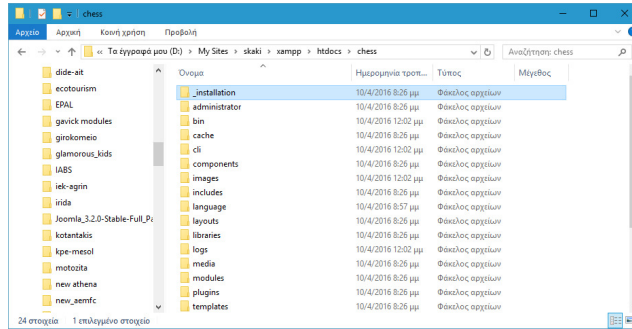 chess
Αρχείο Αρχική Κοινή χρήση Προβολή
« Τα έγγραφά μου (D:) > My Sites > skaki > xampp > htdocs > chess Αναζήτηση: chess
Όνομα Ημερομηνία τροπ... Τύπος Μέγεθος
dide-ait
ecotourism
EPAL
gavick modules
girokomeio
glamorous_kids
IABS
iek-agrin
irida
Joomla_3.2.0-Stable-Full_Pa
kotantakis
kpe-mesol
motozita
new athena
new_aemfc
_installation 10/4/2016 8:26 μμ Φάκελος αρχείων
administrator 10/4/2016 8:26 μμ Φάκελος αρχείων
bin 10/4/2016 12:02 μμ Φάκελος αρχείων
cache 10/4/2016 8:26 μμ Φάκελος αρχείων
cli 10/4/2016 12:02 μμ Φάκελος αρχείων
components 10/4/2016 8:26 μμ Φάκελος αρχείων
images 10/4/2016 12:02 μμ Φάκελος αρχείων
includes 10/4/2016 8:26 μμ Φάκελος αρχείων
language 10/4/2016 8:57 μμ Φάκελος αρχείων
layouts 10/4/2016 8:26 μμ Φάκελος αρχείων
libraries 10/4/2016 8:26 μμ Φάκελος αρχείων
logs 10/4/2016 12:02 μμ Φάκελος αρχείων
media 10/4/2016 8:26 μμ Φάκελος αρχείων
modules 10/4/2016 8:26 μμ Φάκελος αρχείων
plugins 10/4/2016 8:26 μμ Φάκελος αρχείων
templates 10/4/2016 8:26 μμ Φάκελος αρχείων
24 στοιχεία 1 επιλεγμένο στοιχείο